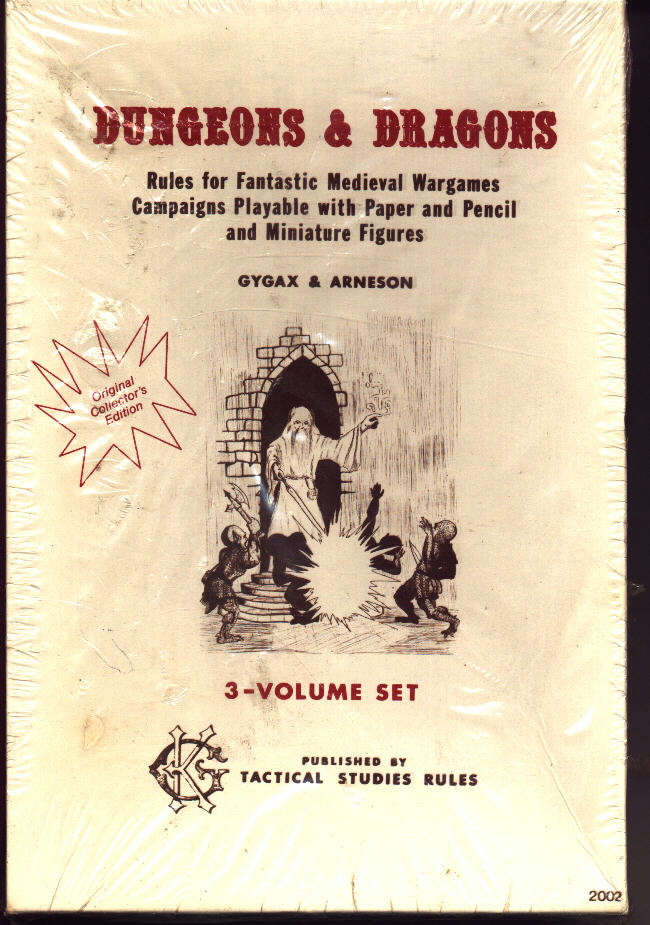 DUNGEONS & DRAGONS
Rules for Fantastic Medieval Wargames
Campaigns Playable with Paper and Pencil
and Miniature Figures
GYGAX & ARNESON
Original
Collector's
Edition
3-VOLUME SET
GK
PUBLISHED BY
TACTICAL STUDIES RULES
2002